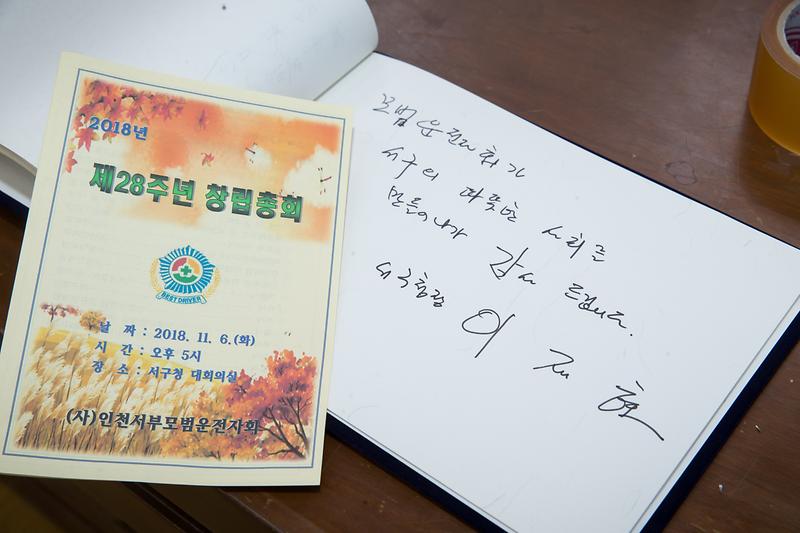 2018년
제28주년 창립총회
BEST DRIVER
날 짜 : 2018. 11. 6.(화)
시 간 : 오후 5시
장 소 : 서구청 대회의실
(사)인천서부모범운전자회
모범운전자회가
서구의 따뜻한 사회를
만들어나가 감사 드립니다.
서구청장 이 재 현